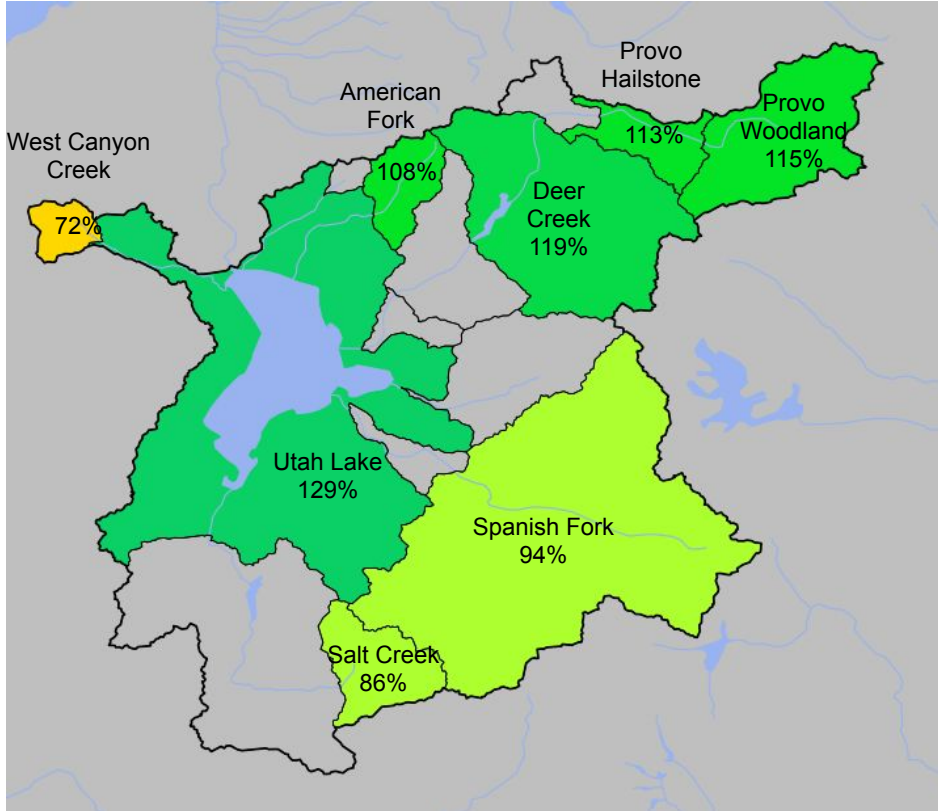 Provo
Hailstone
American
Fork
Provo
Woodland
115%
113%
West Canyon
Creek
108%
Deer
Creek
119%
72%
Utah Lake
129%
Spanish Fork
94%
Salt Creek
86%